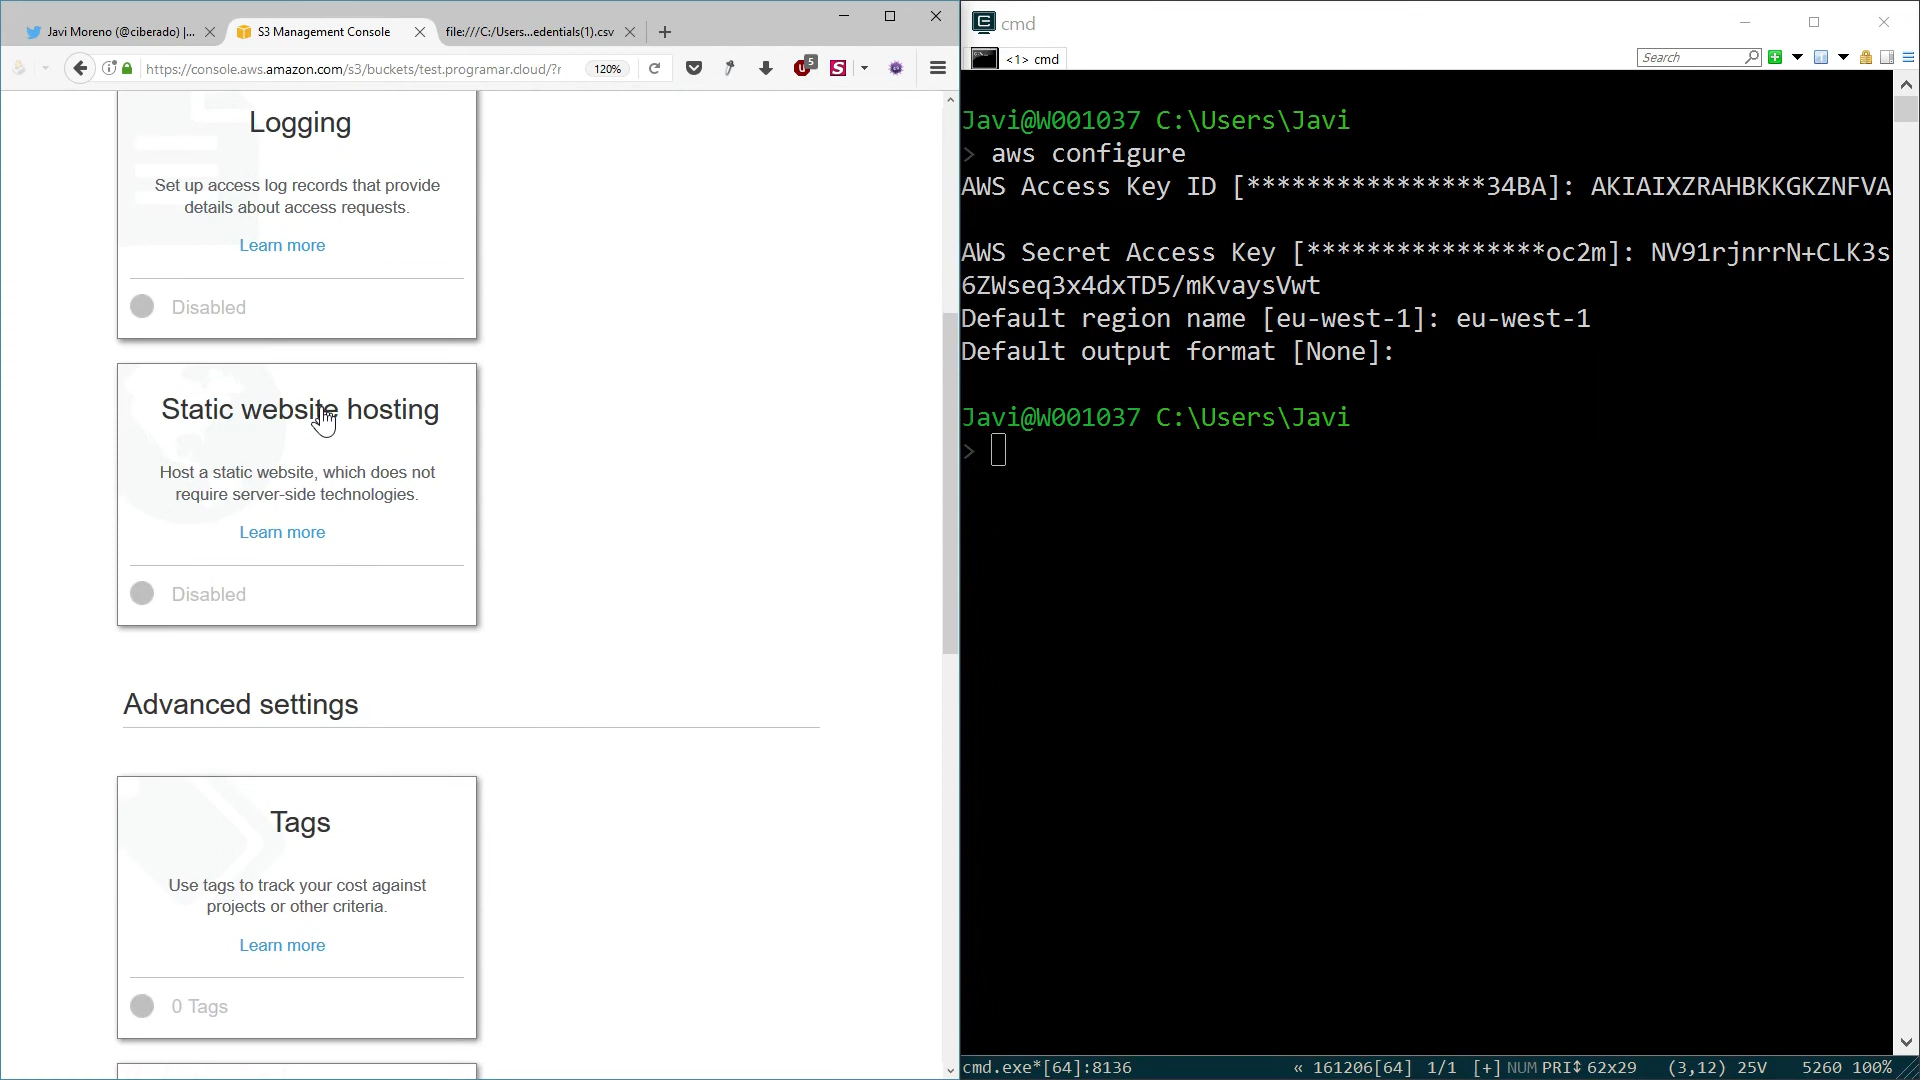 Javi Moreno (@ciberado) |...
S3 Management Console
file:///C:/Users...edentials(1).csv
https://console.aws.amazon.com/s3/buckets/test.programar.cloud/?r
120%
5
Logging
Set up access log records that provide
details about access requests.
Learn more
Disabled
Static website hosting
Host a static website, which does not
require server-side technologies.
Learn more
Disabled
Advanced settings
Tags
Use tags to track your cost against
projects or other criteria.
Learn more
0 Tags
cmd
<1> cmd
Search
Javi@W001037 C:\Users\Javi
> aws configure
AWS Access Key ID [****************34BA]: AKIAIXZRAHBKKGKZNFVA
AWS Secret Access Key [****************oc2m]: NV91rjnrrN+CLK3s
6ZWseq3x4dxTD5/mKvaysVwt
Default region name [eu-west-1]: eu-west-1
Default output format [None]:
Javi@W001037 C:\Users\Javi
>
cmd.exe*[64]:8136
« 161206[64] 1/1 [+] NUM PRI↕ 62x29 (3,12) 25V 5260 100%